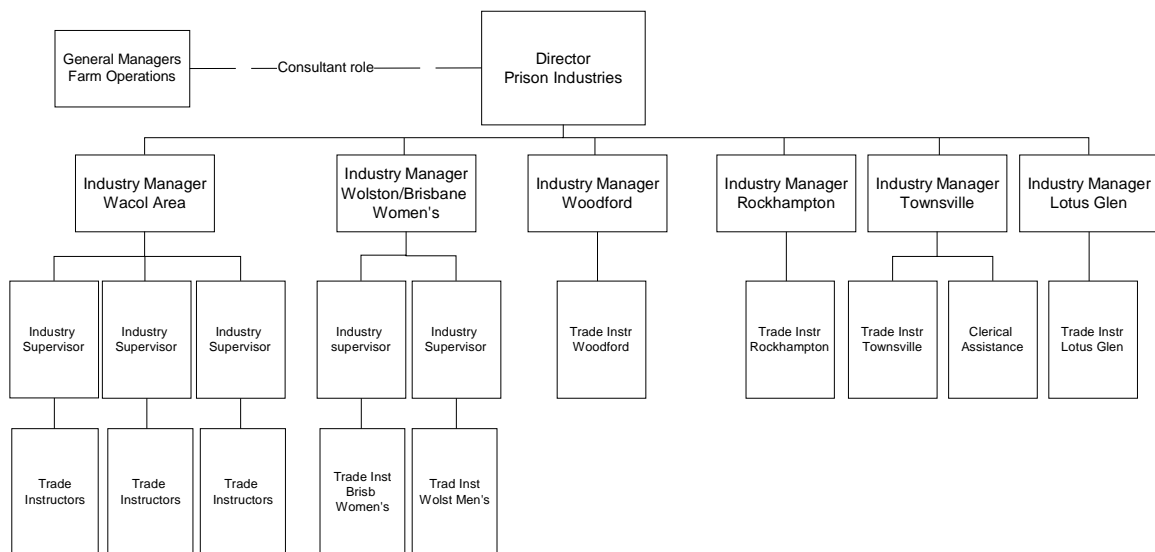 General Managers
Farm Operations
Consultant role
Director
Prison Industries
Industry Manager
Wacol Area
Industry Manager
Wolston/Brisbane
Women's
Industry Manager
Woodford
Industry Manager
Rockhampton
Industry Manager
Townsville
Industry Manager
Lotus Glen
Industry
Supervisor
Industry
Supervisor
Industry
Supervisor
Industry
supervisor
Industry
Supervisor
Trade Instr
Woodford
Trade Instr
Rockhampton
Trade Instr
Townsville
Clerical
Assistance
Trade Instr
Lotus Glen
Trade
Instructors
Trade
Instructors
Trade
Instructors
Trade Inst
Brisb
Women's
Trad Inst
Wolst Men's